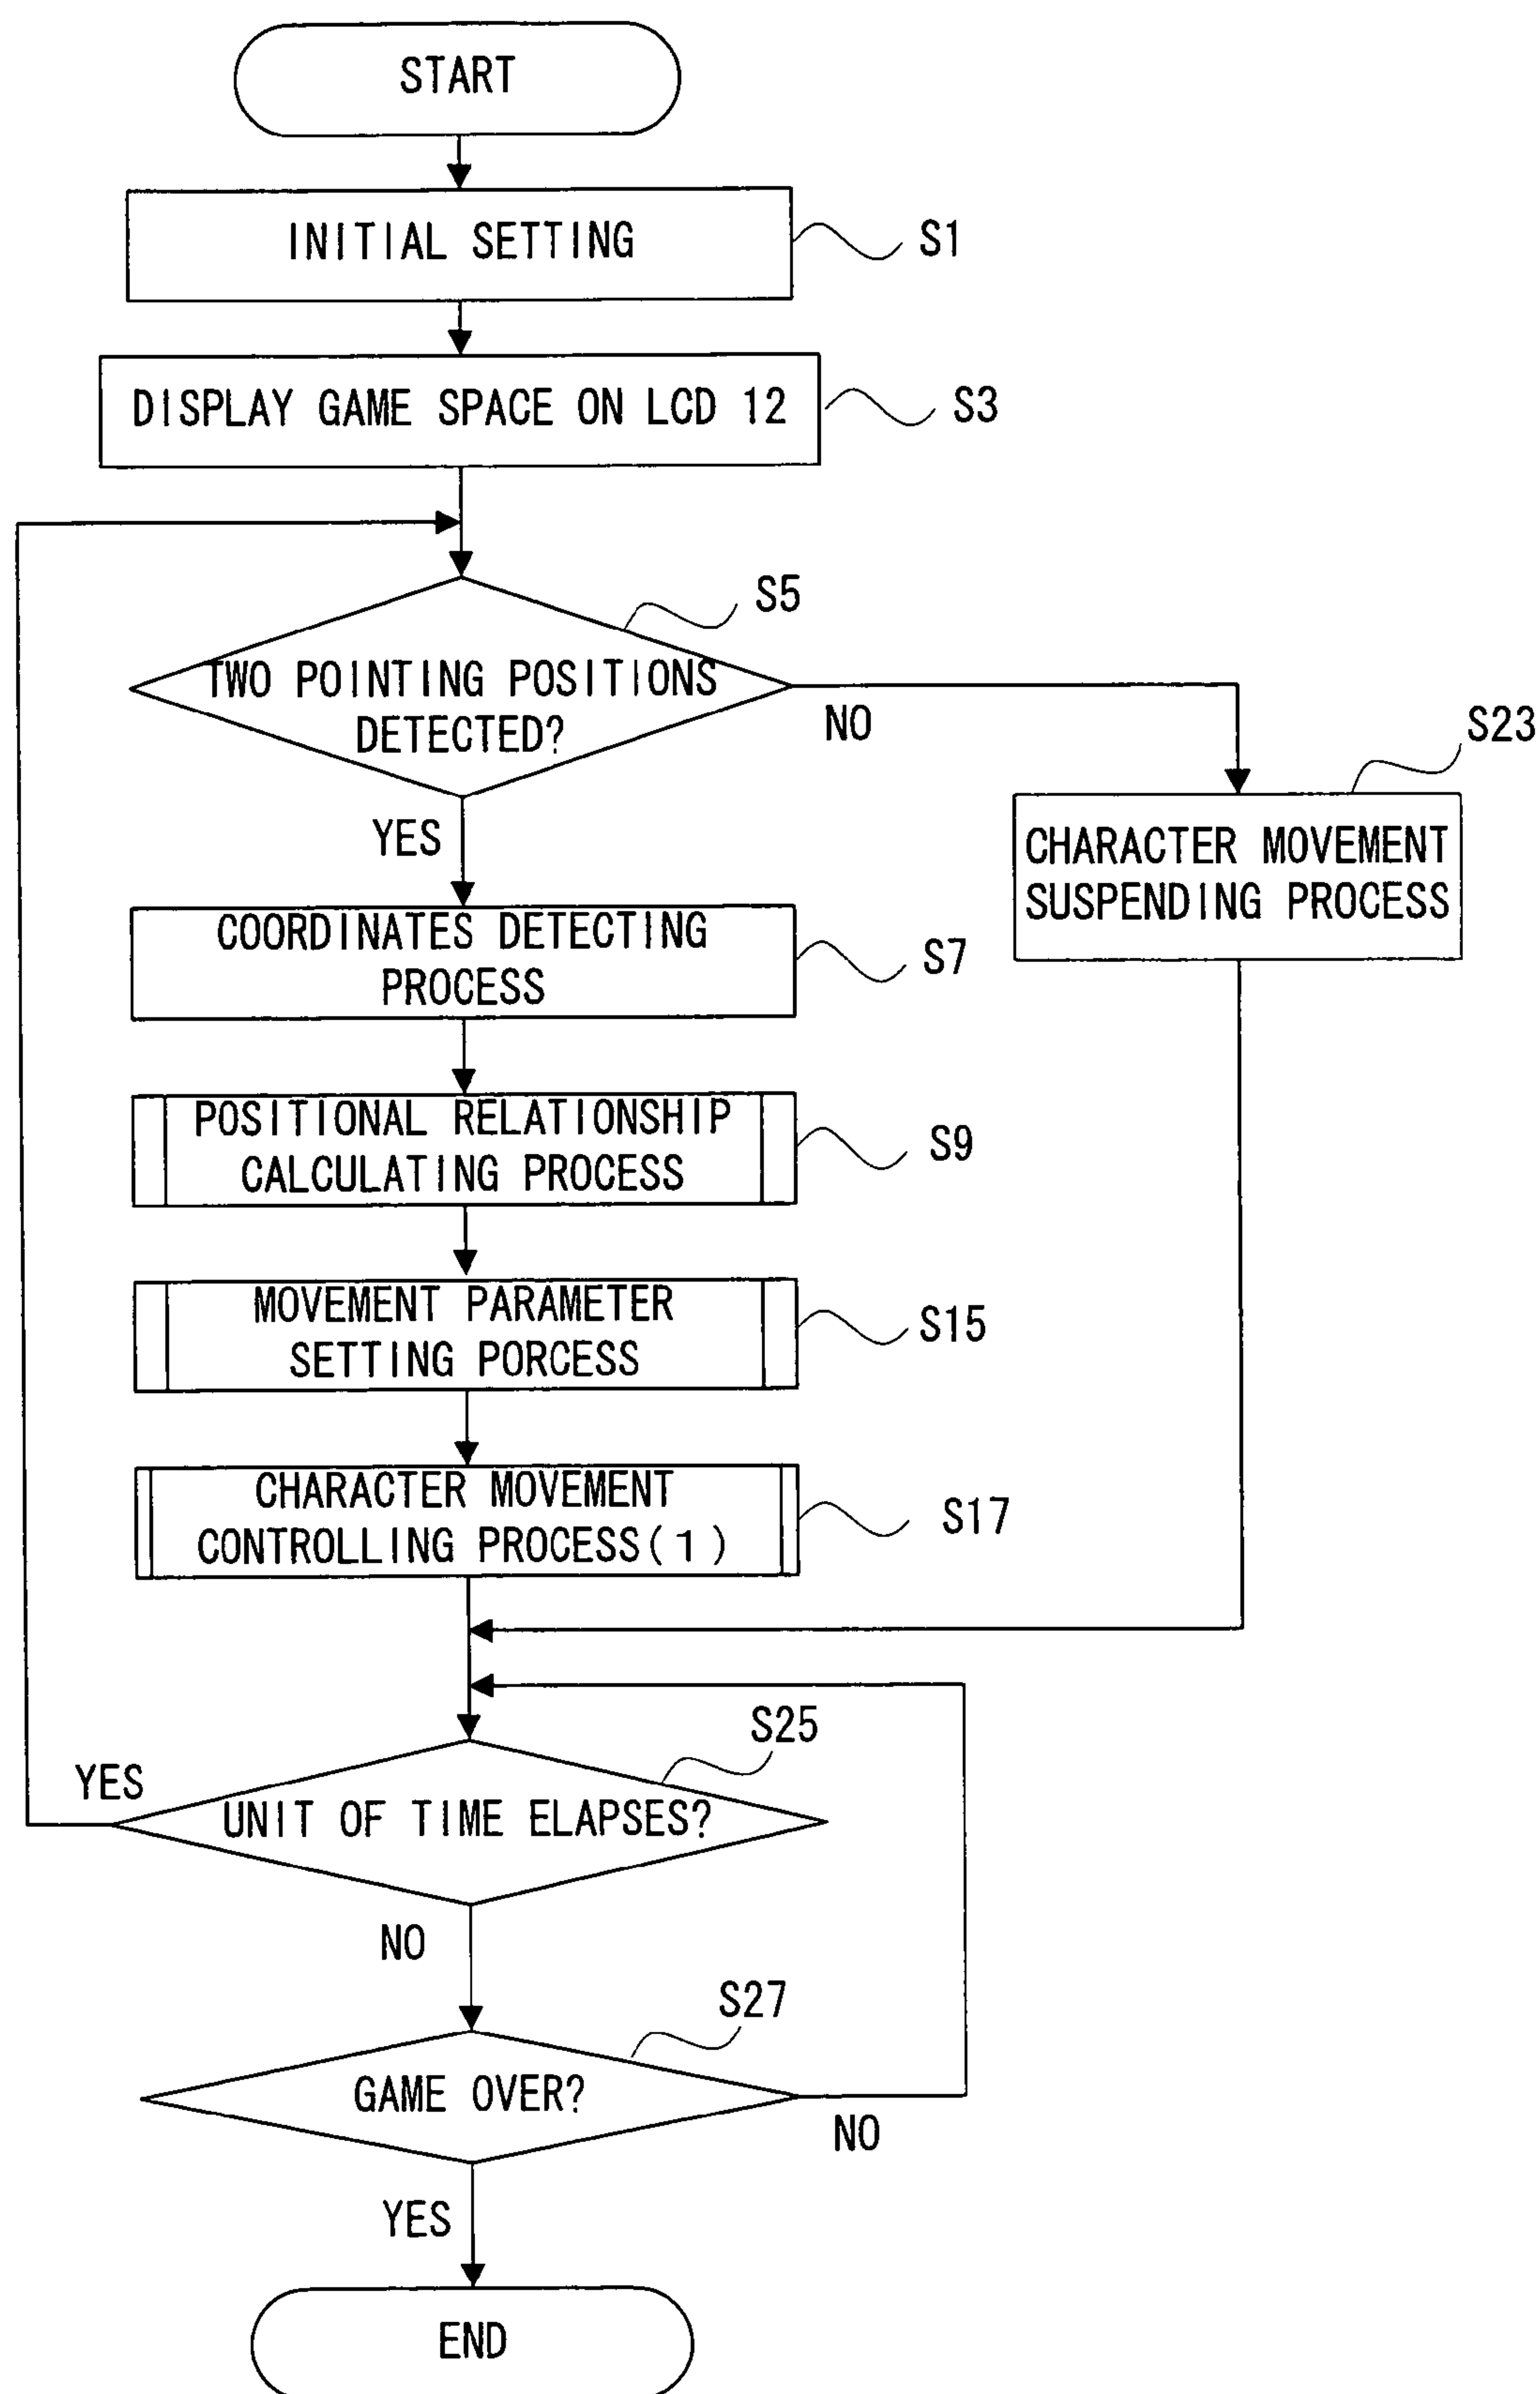 START
INITIAL SETTING
S1
DISPLAY GAME SPACE ON LCD 12
S3
S5
TWO POINTING POSITIONS
DETECTED?
NO
YES
S23
CHARACTER MOVEMENT
SUSPENDING PROCESS
COORDINATES DETECTING
PROCESS
S7
POSITIONAL RELATIONSHIP
CALCULATING PROCESS
S9
MOVEMENT PARAMETER
SETTING PORCESS
S15
CHARACTER MOVEMENT
CONTROLLING PROCESS(1)
S17
S25
YES
UNIT OF TIME ELAPSES?
NO
S27
GAME OVER?
NO
YES
END